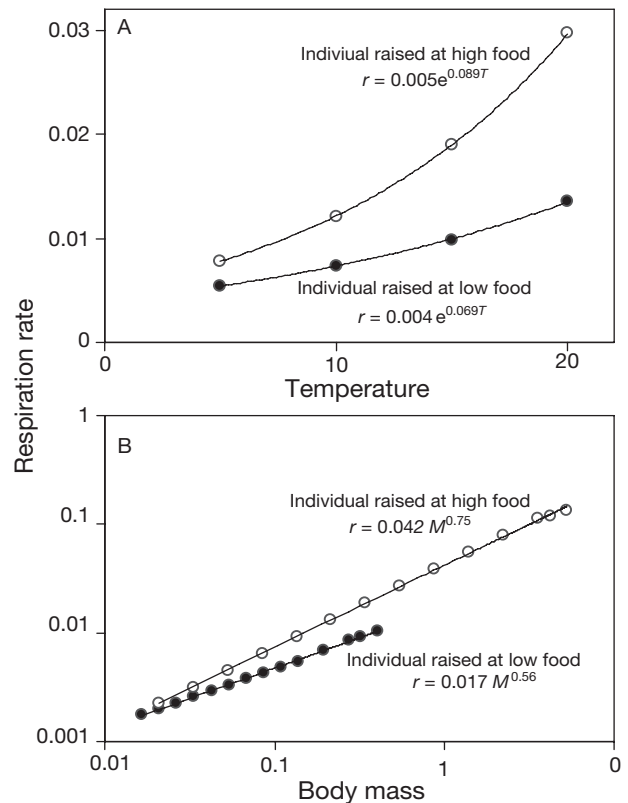 0.03
A
Indiviual raised at high food
r = 0.005e^0.089T
0.02
0.01
Individual raised at low food
r = 0.004 e^0.069T
0
0
10
20
Temperature
Respiration rate
1
B
Individual raised at high food
r = 0.042 M^0.75
0.1
0.01
Individual raised at low food
r = 0.017 M^0.56
0.001
0.01
0.1
1
0
Body mass